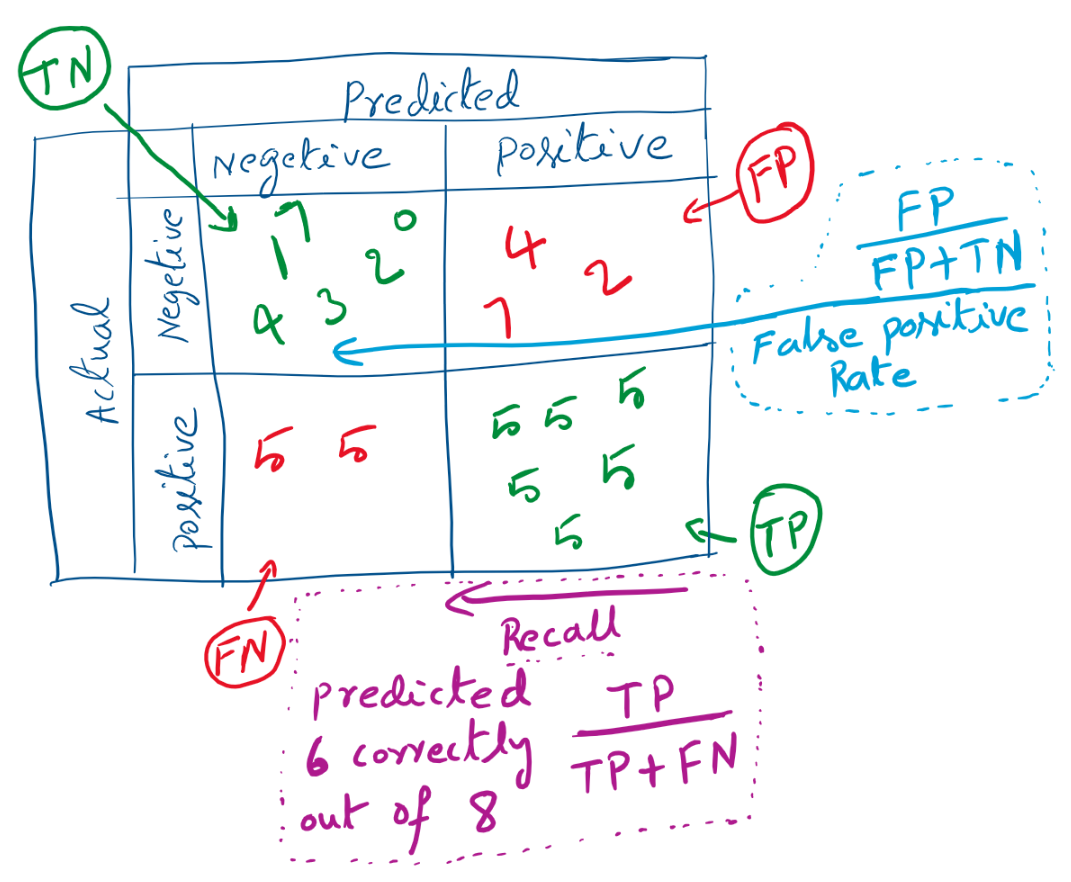 TN
Predicted
Negetive
Positive
FP
Actual
Negetive
7 0
1 2
4 3
4
2
7
FP
FP+TN
False positive
Rate
Positive
5 5
5 5 5
5 5
5
TP
FN
Recall
Predicted
6 correctly
out of 8
TP
TP+FN